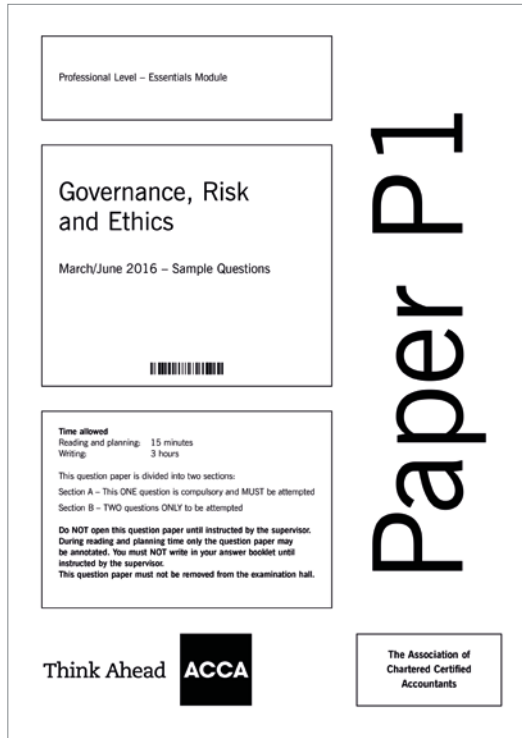 Professional Level – Essentials Module
Governance, Risk
and Ethics
March/June 2016 – Sample Questions
Time allowed
Reading and planning: 15 minutes
Writing: 3 hours
This question paper is divided into two sections:
Section A – This ONE question is compulsory and MUST be attempted
Section B – TWO questions ONLY to be attempted
Do NOT open this question paper until instructed by the supervisor.
During reading and planning time only the question paper may
be annotated. You must NOT write in your answer booklet until
instructed by the supervisor.
This question paper must not be removed from the examination hall.
Paper P1
Think Ahead ACCA
The Association of
Chartered Certified
Accountants